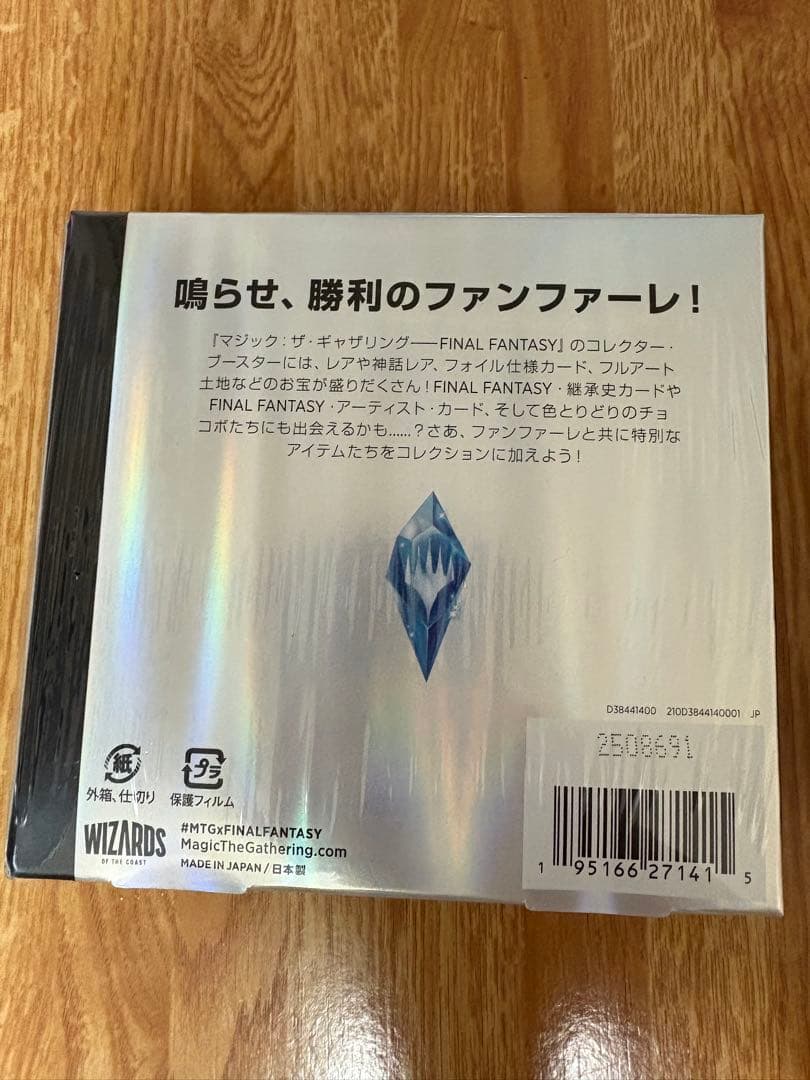 鳴らせ、勝利のファンファーレ！
『マジック：ザ・ギャザリング——FINAL FANTASY』のコレクター・
ブースターには、レアや神話レア、フォイル仕様カード、フルアート
土地などのお宝が盛りだくさん！FINAL FANTASY・継承史カードや
FINAL FANTASY・アーティスト・カード、そして色とりどりのチョ
コボたちにも出会えるかも......？さあ、ファンファーレと共に特別な
アイテムたちをコレクションに加えよう！
D38441400 210D3844140001 JP
2508691
紙
外箱、仕切り
プラ
保護フィルム
WIZARDS
OF THE COAST
#MTGxFINALFANTASY
MagicTheGathering.com
MADE IN JAPAN / 日本製
1 95166 27141 5